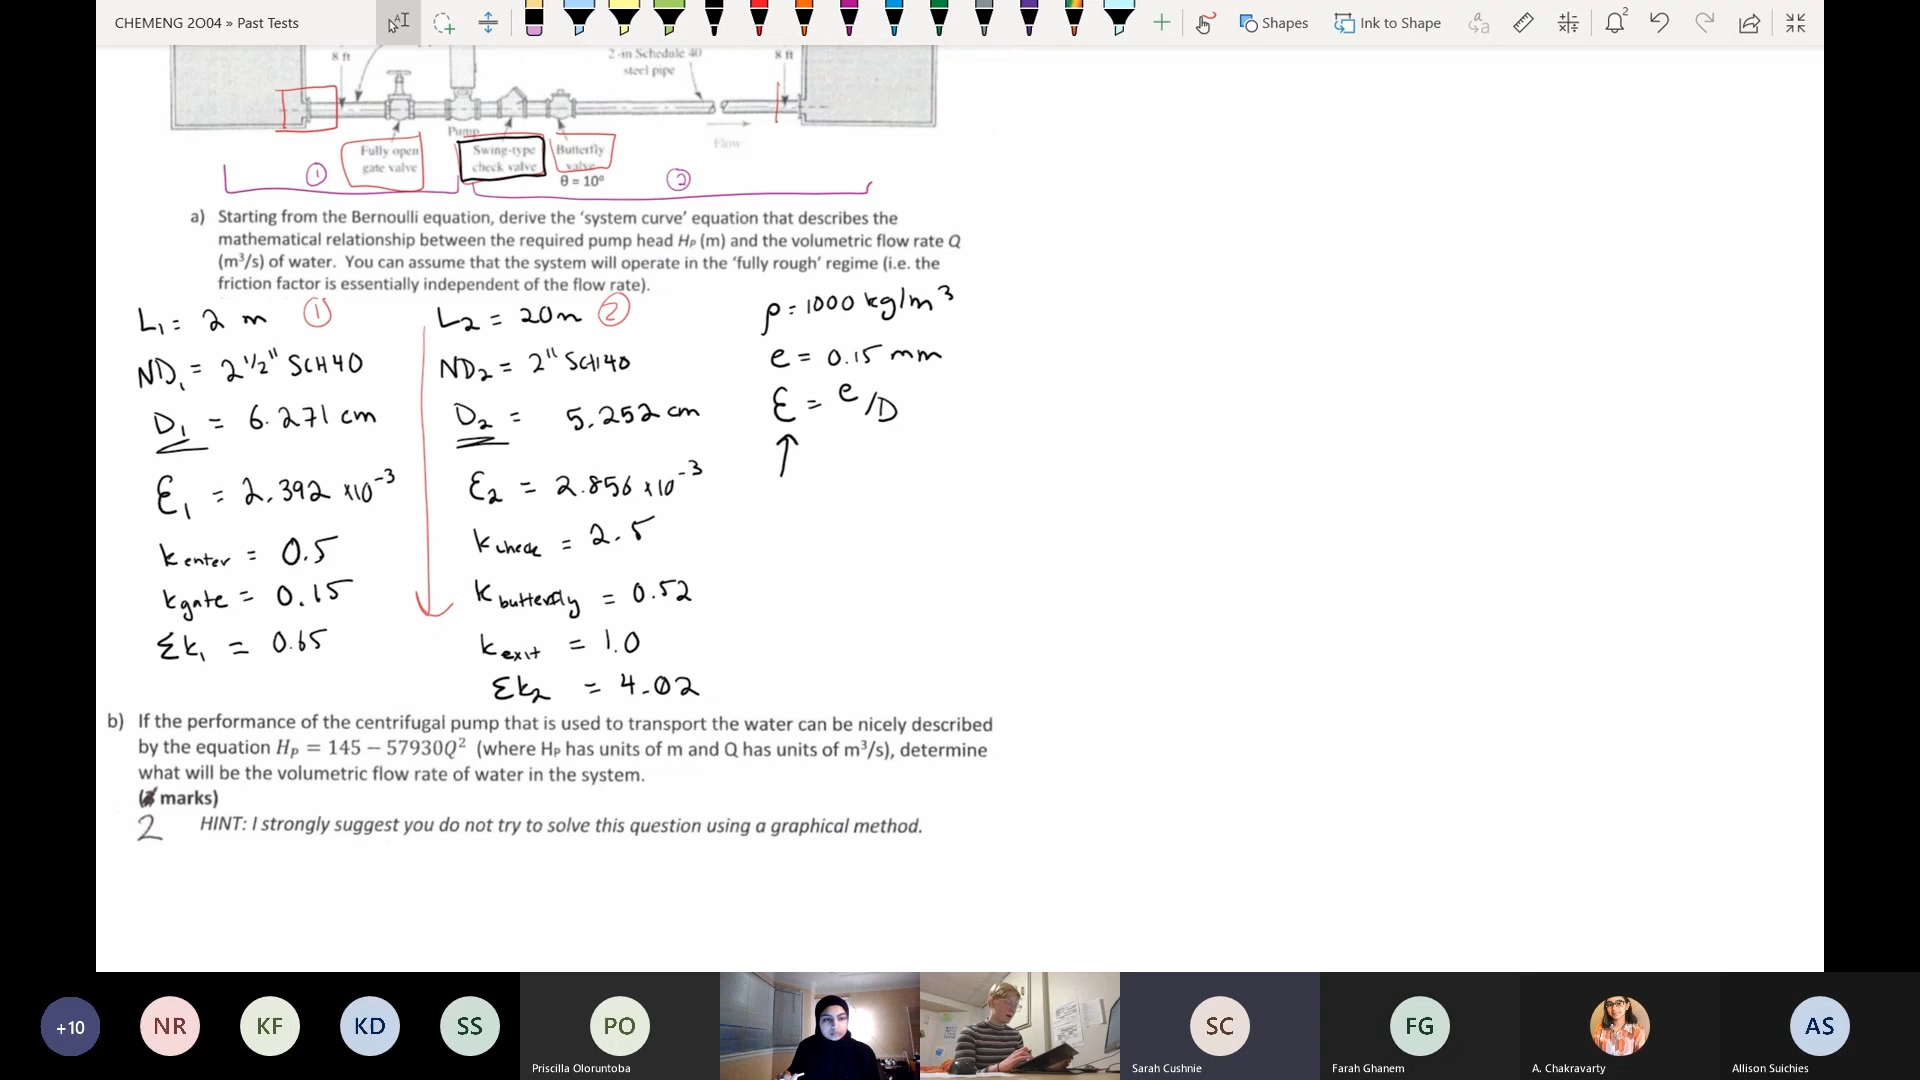 CHEMENG 2O04 » Past Tests
Shapes
Ink to Shape
2
8 ft
2-in Schedule 40
steel pipe
8 ft
Pump
Flow
Fully open
gate valve
Swing-type
check valve
Butterfly
valve
θ = 10°
①
②
a) Starting from the Bernoulli equation, derive the 'system curve' equation that describes the
mathematical relationship between the required pump head Hₚ (m) and the volumetric flow rate Q
(m³/s) of water. You can assume that the system will operate in the 'fully rough' regime (i.e. the
friction factor is essentially independent of the flow rate).
L₁ = 2 m ①
ND₁ = 2 1/2" SCH40
D₁ = 6.271 cm
ε₁ = 2.392 x10⁻³
k enter = 0.5
k gate = 0.15
Σk₁ = 0.65
L₂ = 20m ②
ND₂ = 2" SCH40
D₂ = 5.252 cm
ε₂ = 2.856 x10⁻³
k check = 2.5
k butterfly = 0.52
k exit = 1.0
Σk₂ = 4.02
ρ = 1000 kg/m³
e = 0.15 mm
ε = e/D
b) If the performance of the centrifugal pump that is used to transport the water can be nicely described
by the equation Hₚ = 145 − 57930Q² (where Hₚ has units of m and Q has units of m³/s), determine
what will be the volumetric flow rate of water in the system.
( marks)
2
HINT: I strongly suggest you do not try to solve this question using a graphical method.
+10
NR
KF
KD
SS
PO
Priscilla Oloruntoba
SC
Sarah Cushnie
FG
Farah Ghanem
A. Chakravarty
AS
Allison Suichies